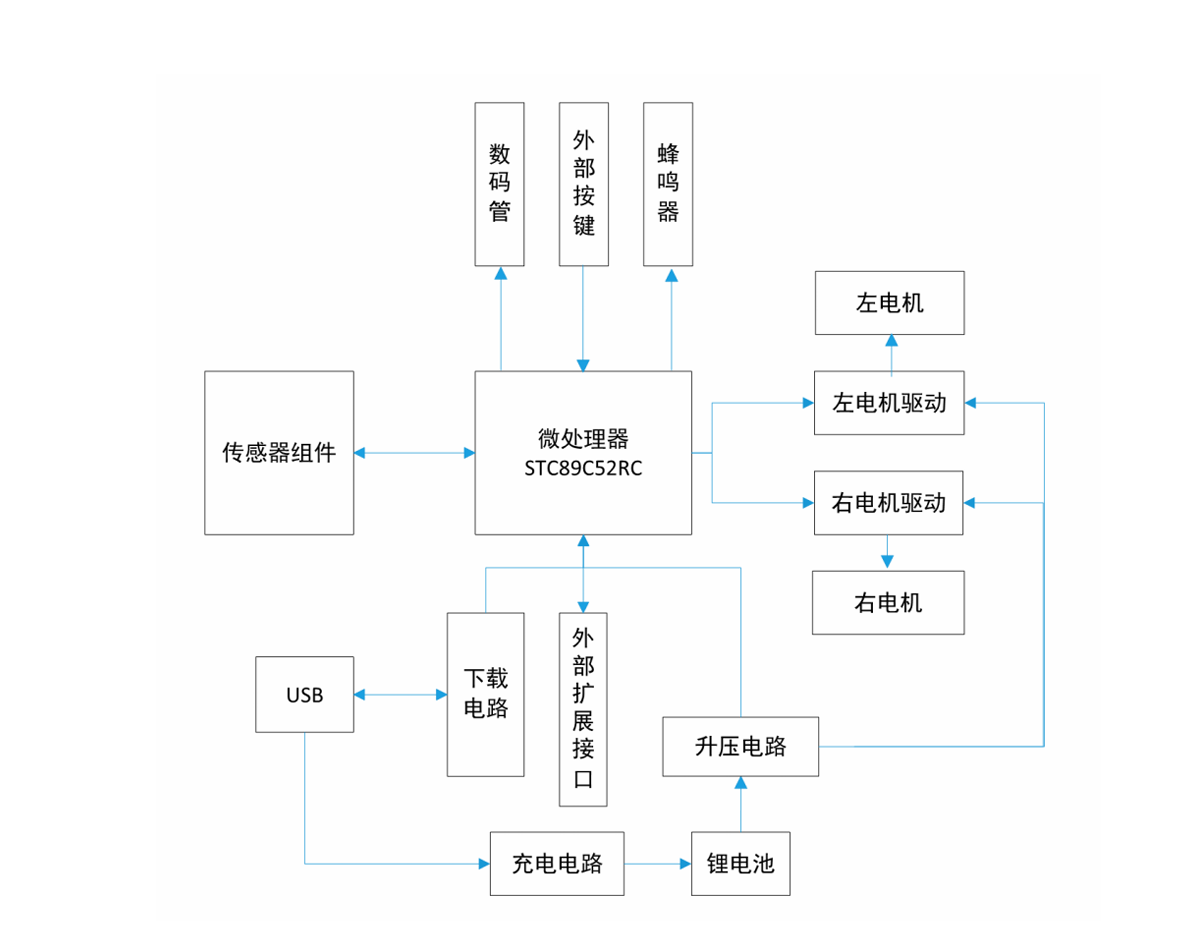 数
码
管
外
部
按
键
蜂
鸣
器
左电机
左电机驱动
传感器组件
微处理器
STC89C52RC
右电机驱动
右电机
USB
下载
电路
外
部
扩
展
接
口
升压电路
充电电路
锂电池